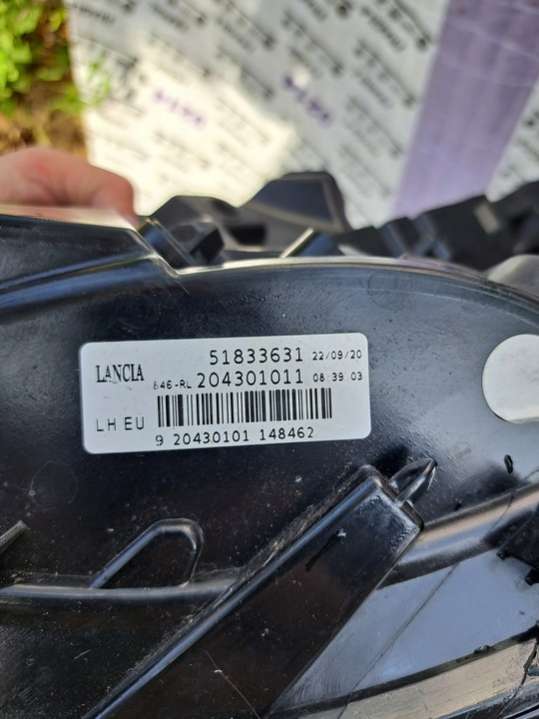 LANCIA 51833631 22/09/20
846-RL 204301011 08 39 03
LH EU
9 20430101 148462